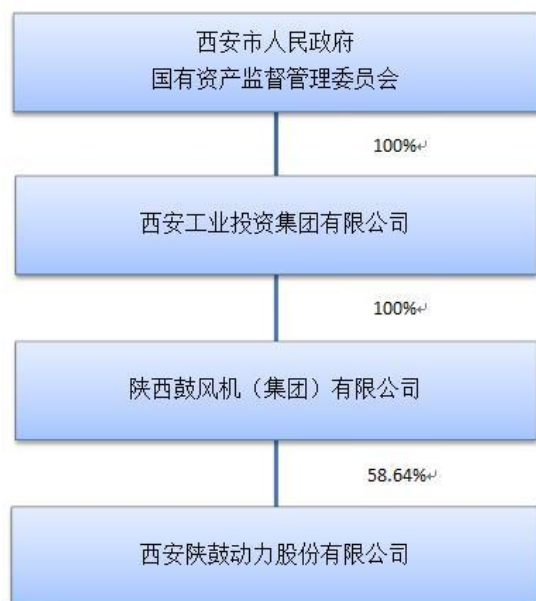 西安市人民政府
国有资产监督管理委员会
100%↵
西安工业投资集团有限公司
100%↵
陕西鼓风机（集团）有限公司
58.64%↵
西安陕鼓动力股份有限公司